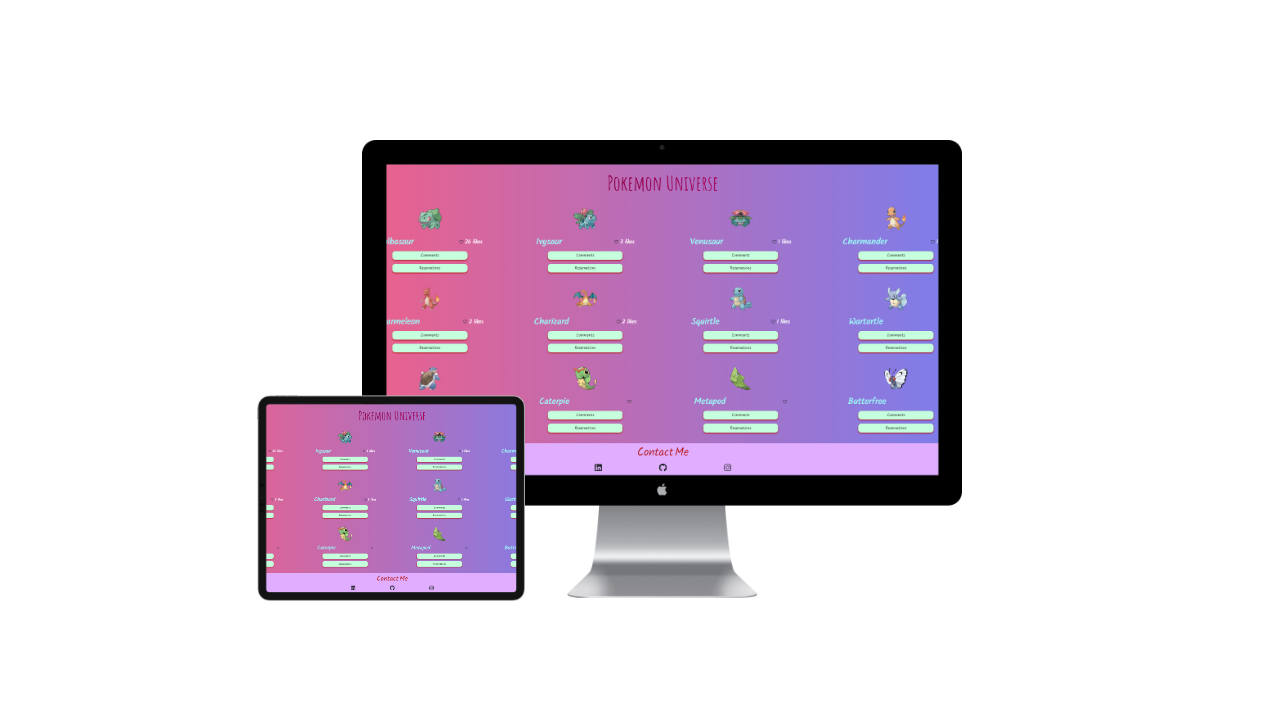 Pokemon Universe
lbasaur 26 likes Ivysaur 3 likes Venusaur 1 likes Charmander
Comments Comments Comments Comments
Reservations Reservations Reservations Reservations
armeleon 2 likes Charizard 2 likes Squirtle 1 likes Wartortle
Comments Comments Comments Comments
Reservations Reservations Reservations Reservations
Caterpie Metapod Butterfree
Comments Comments Comments
Reservations Reservations Reservations
Contact Me
Pokemon Universe
Ivysaur Venusaur Charm
Charizard Squirtle
Caterpie Metapod
Contact Me